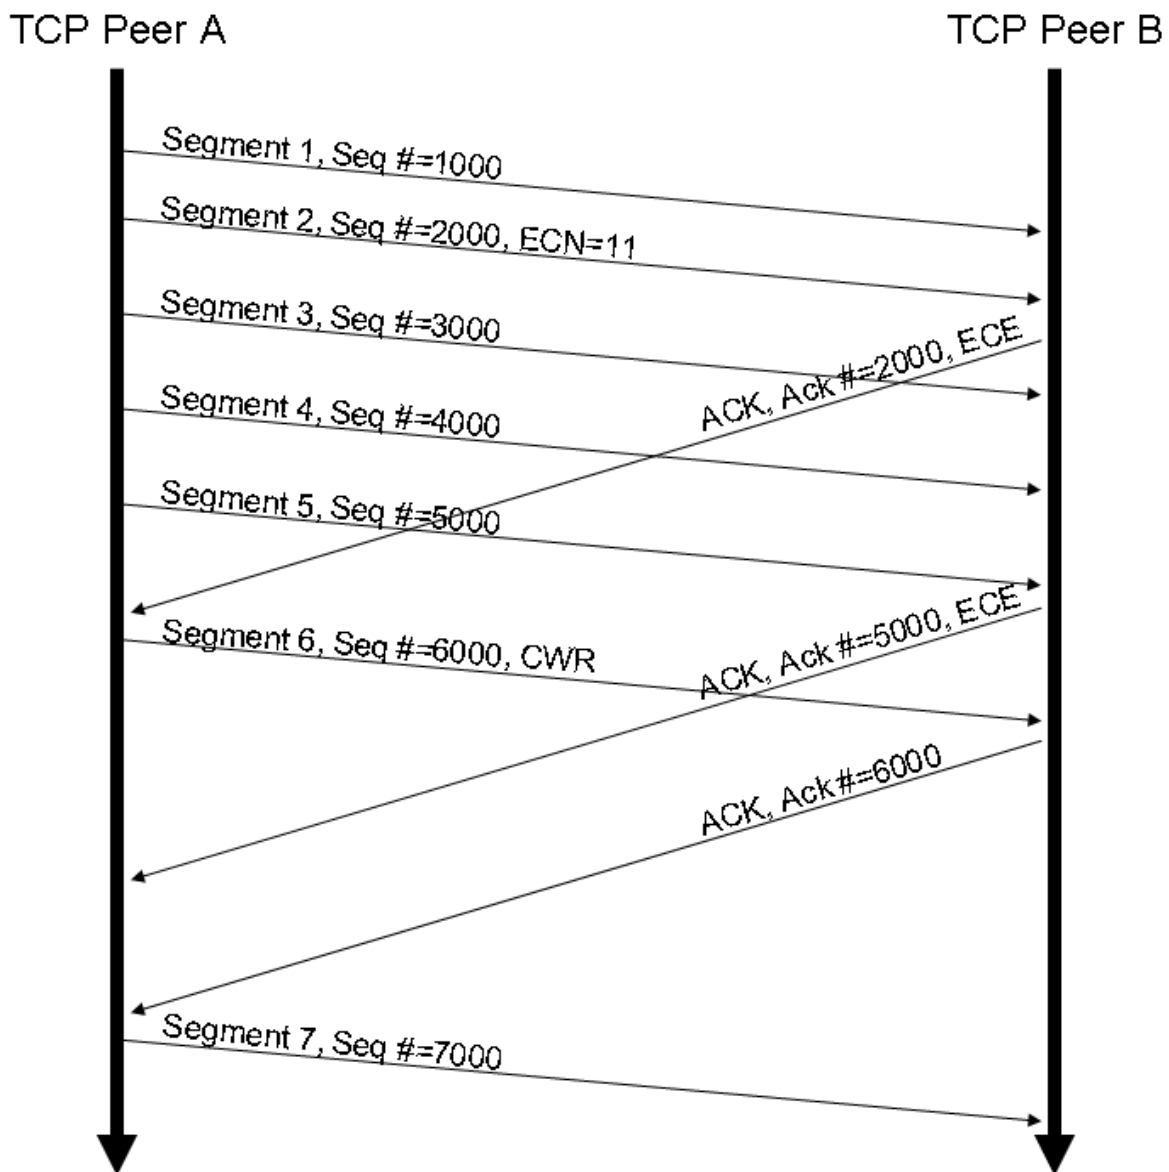 TCP Peer A
TCP Peer B
Segment 1, Seq #=1000
Segment 2, Seq #=2000, ECN=11
Segment 3, Seq #=3000
ACK, Ack #=2000, ECE
Segment 4, Seq #=4000
Segment 5, Seq #=5000
ACK, Ack #=5000, ECE
Segment 6, Seq #=6000, CWR
ACK, Ack #=6000
Segment 7, Seq #=7000